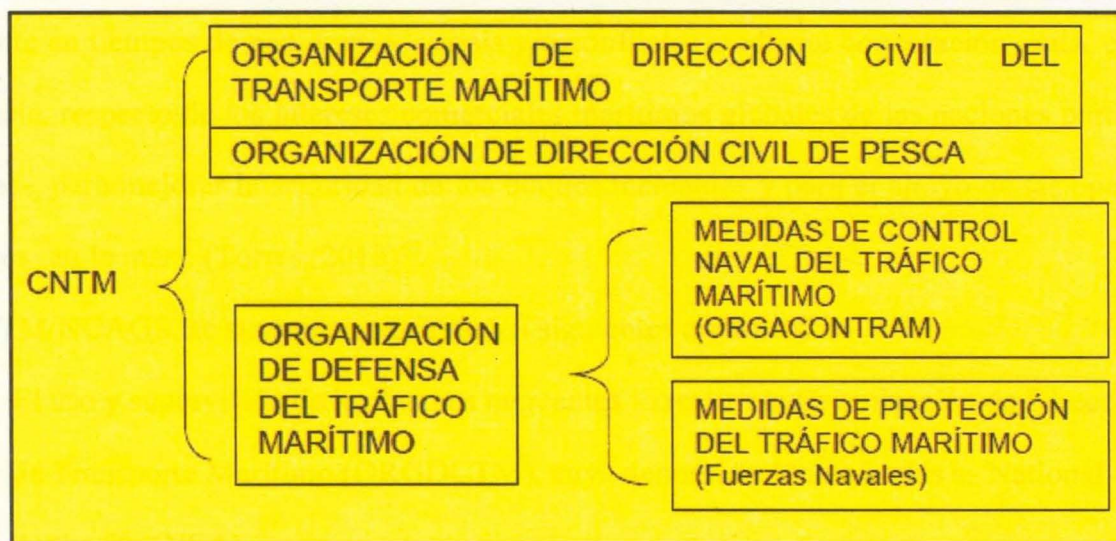 ORGANIZACIÓN DE DIRECCIÓN CIVIL DEL
TRANSPORTE MARÍTIMO
ORGANIZACIÓN DE DIRECCIÓN CIVIL DE PESCA
CNTM
ORGANIZACIÓN
DE DEFENSA
DEL TRÁFICO
MARÍTIMO
MEDIDAS DE CONTROL
NAVAL DEL TRÁFICO
MARÍTIMO
(ORGACONTRAM)
MEDIDAS DE PROTECCIÓN
DEL TRÁFICO MARÍTIMO
(Fuerzas Navales)